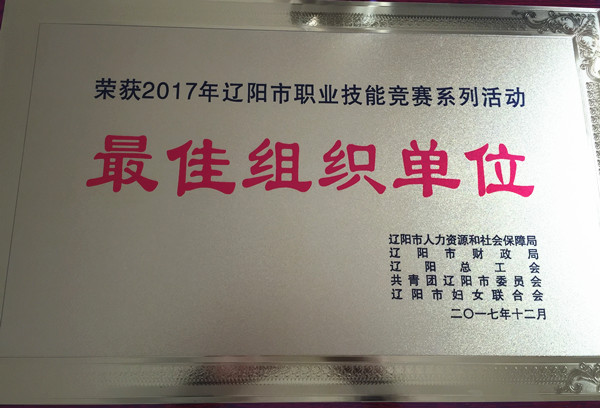 荣获2017年辽阳市职业技能竞赛系列活动
最佳组织单位
辽阳市人力资源和社会保障局
辽阳市财政局
辽阳总工会
共青团辽阳市委员会
辽阳市妇女联合会
二〇一七年十二月